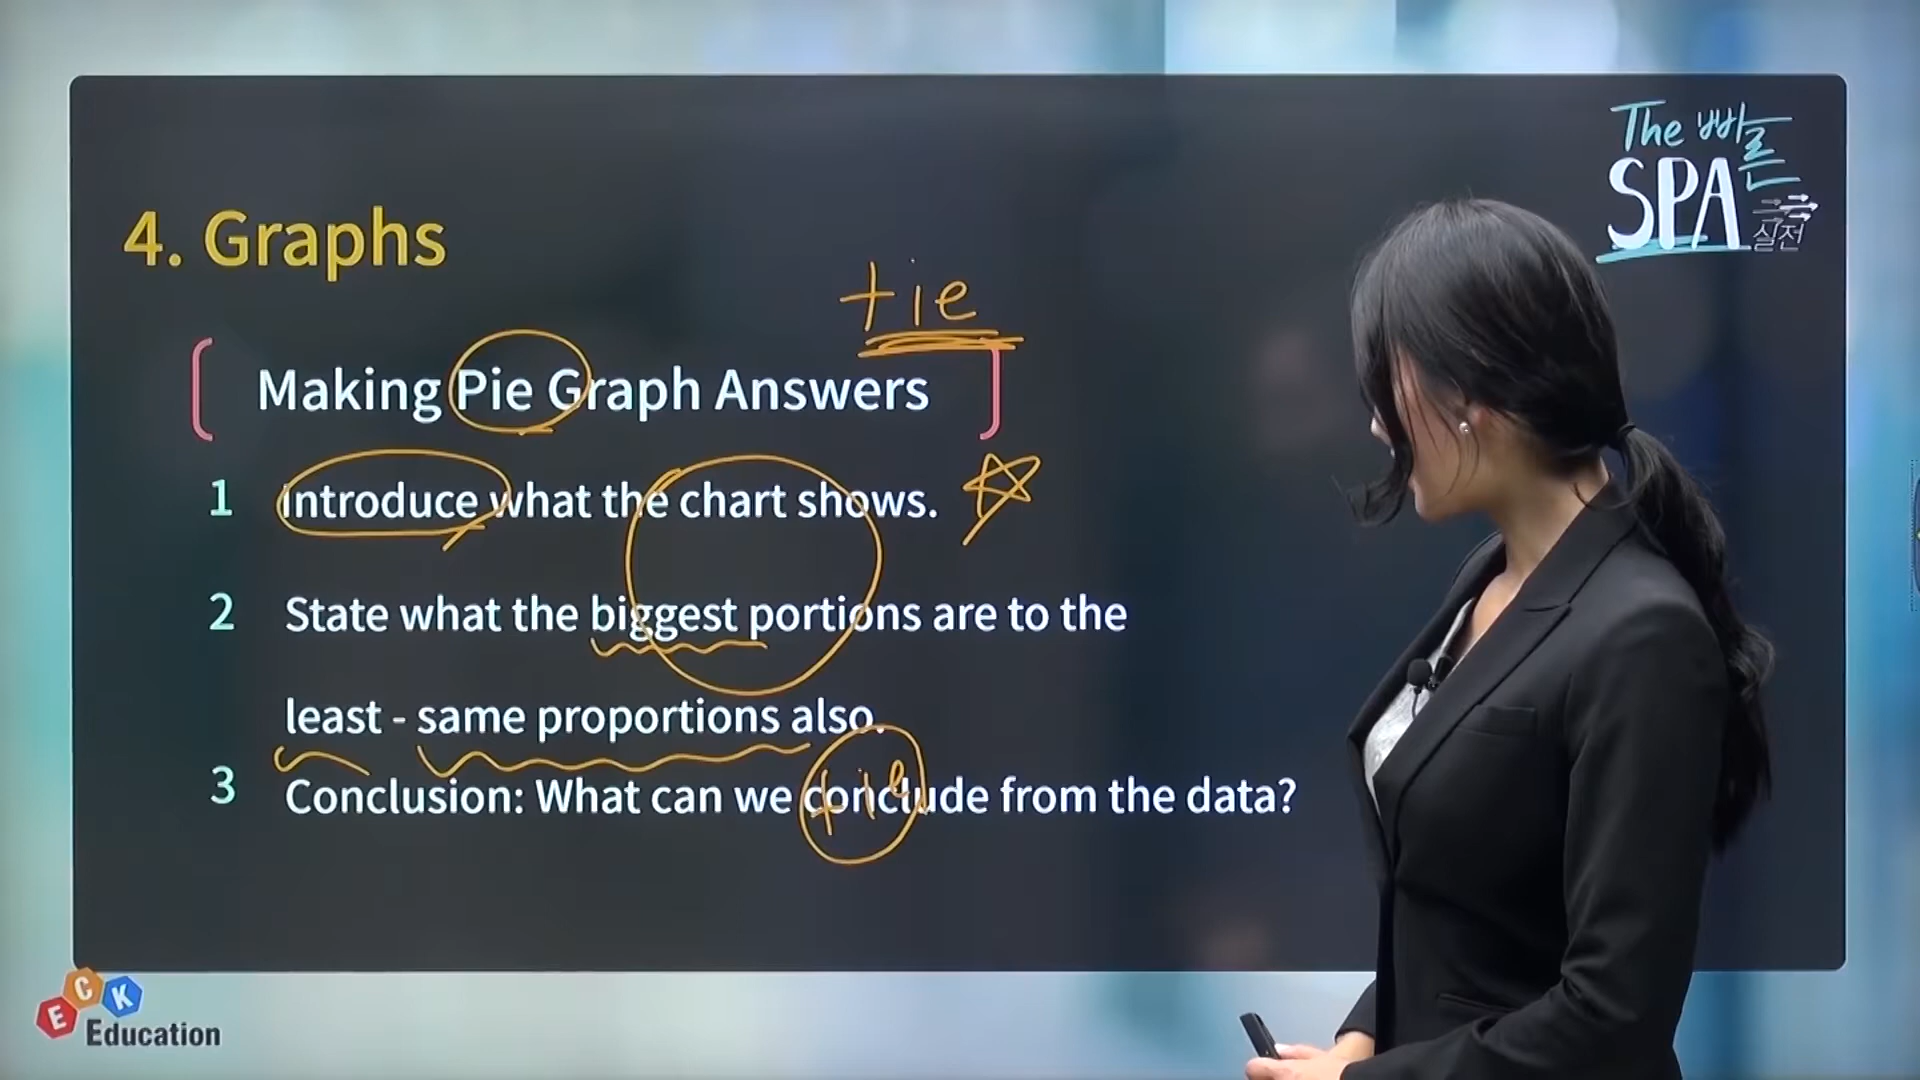 The 빠른
SPA
실전
4. Graphs
tie
Making Pie Graph Answers
1 introduce what the chart shows.
2 State what the biggest portions are to the
least - same proportions also.
tie
3 Conclusion: What can we conclude from the data?
ECK
Education